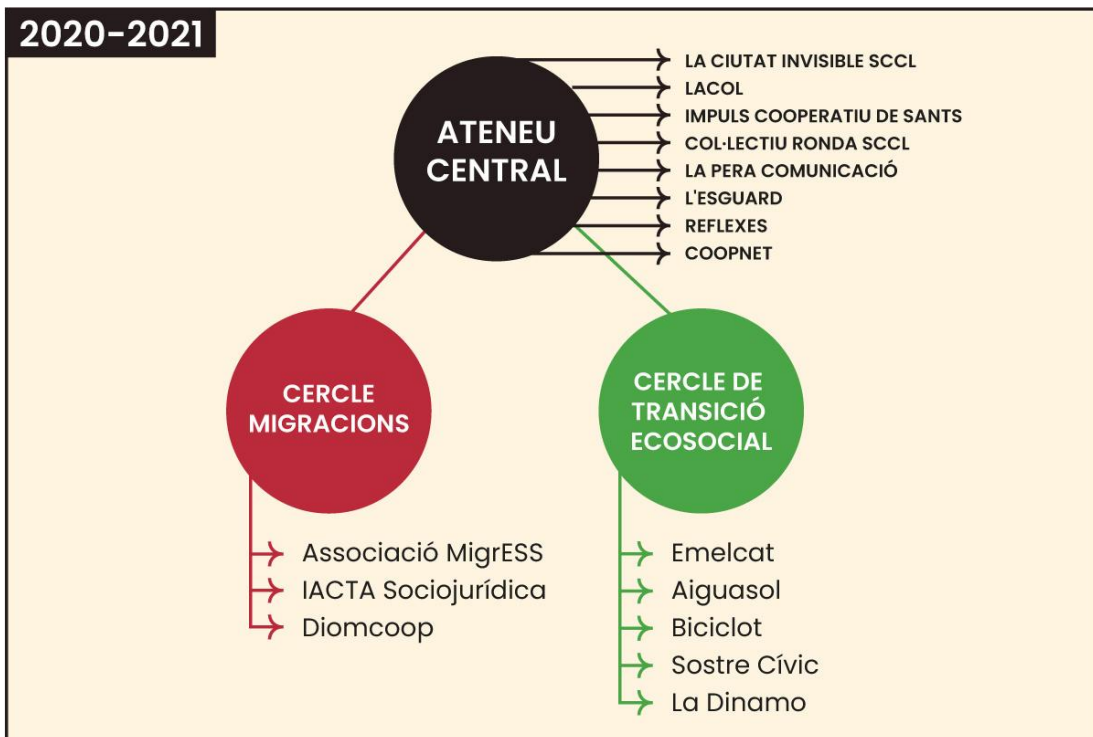 2020-2021
ATENEU
CENTRAL
LA CIUTAT INVISIBLE SCCL
LACOL
IMPULS COOPERATIU DE SANTS
COL·LECTIU RONDA SCCL
LA PERA COMUNICACIÓ
L'ESGUARD
REFLEXES
COOPNET
CERCLE
MIGRACIONS
Associació MigrESS
IACTA Sociojurídica
Diomcoop
CERCLE DE
TRANSICIÓ
ECOSOCIAL
Emelcat
Aiguasol
Biciclot
Sostre Cívic
La Dinamo